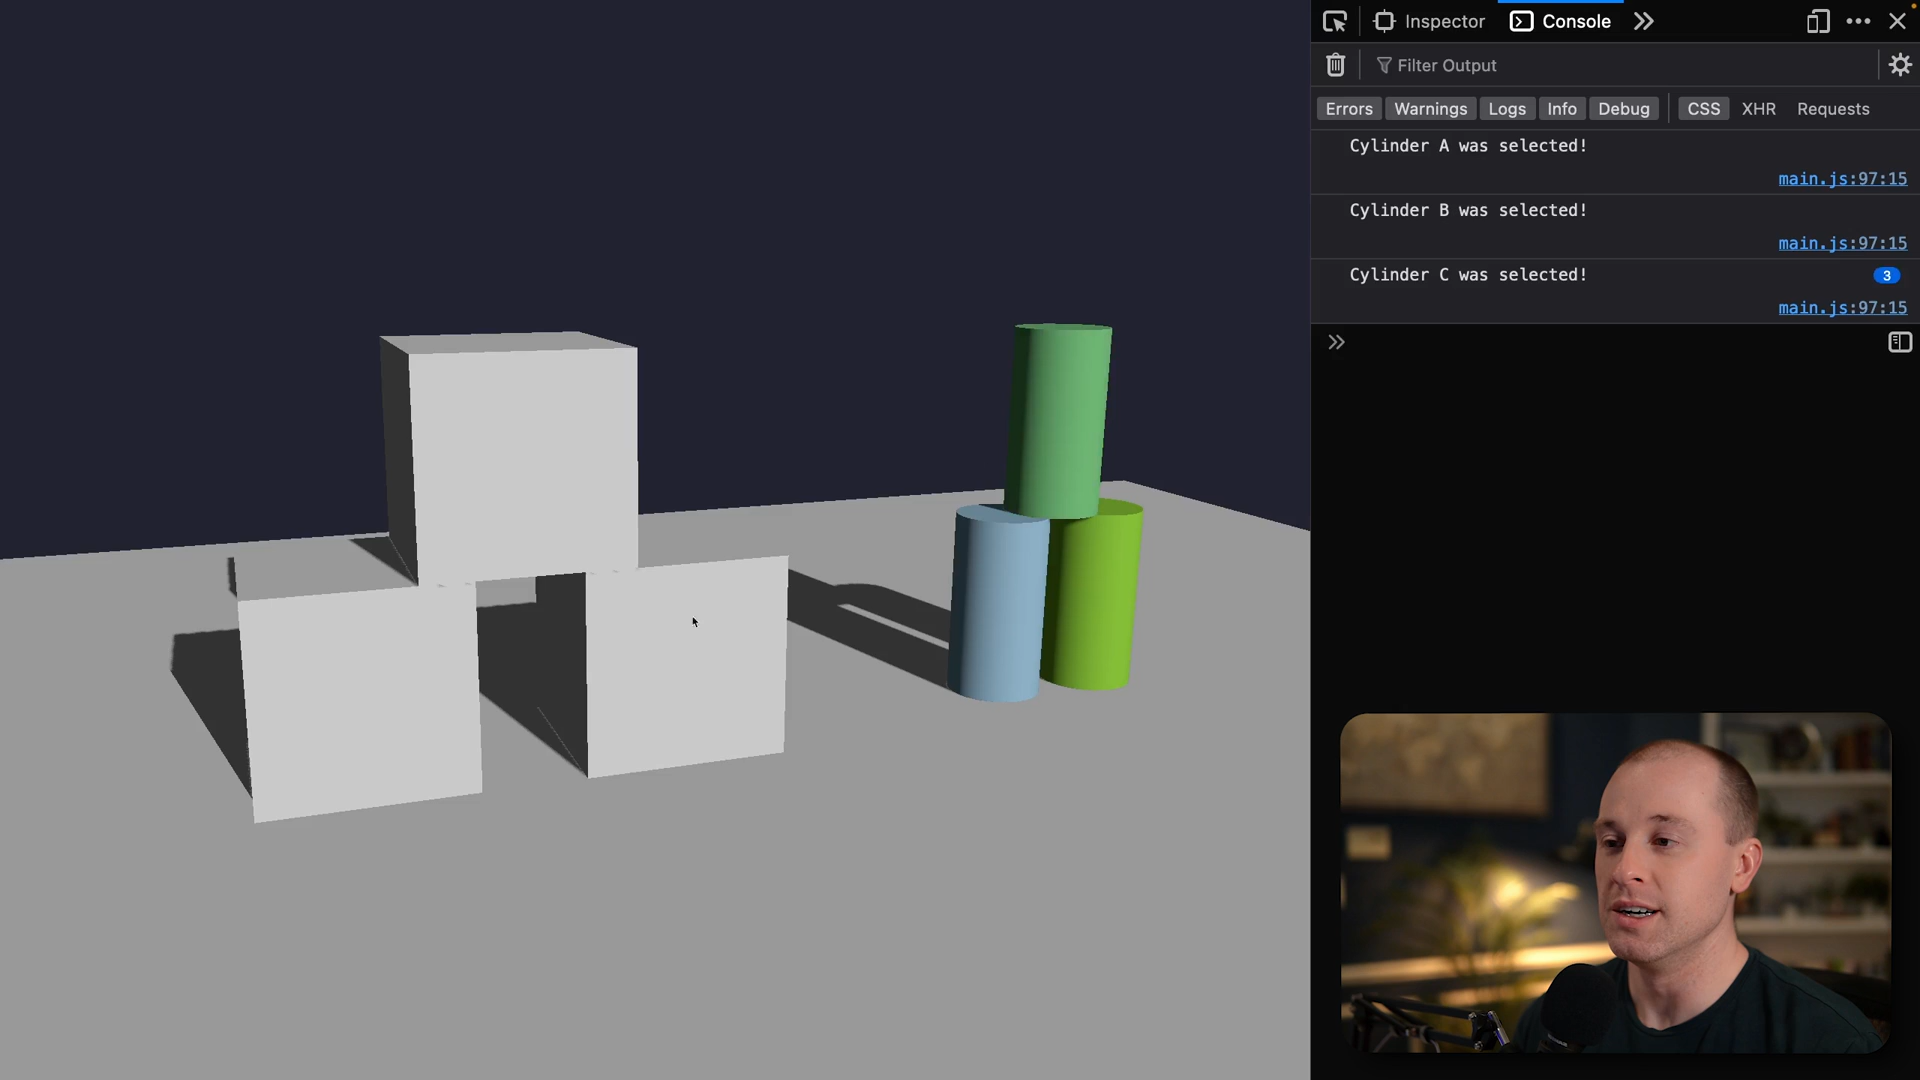 Inspector Console
Filter Output
Errors Warnings Logs Info Debug CSS XHR Requests
Cylinder A was selected!
main.js:97:15
Cylinder B was selected!
main.js:97:15
Cylinder C was selected! 3
main.js:97:15